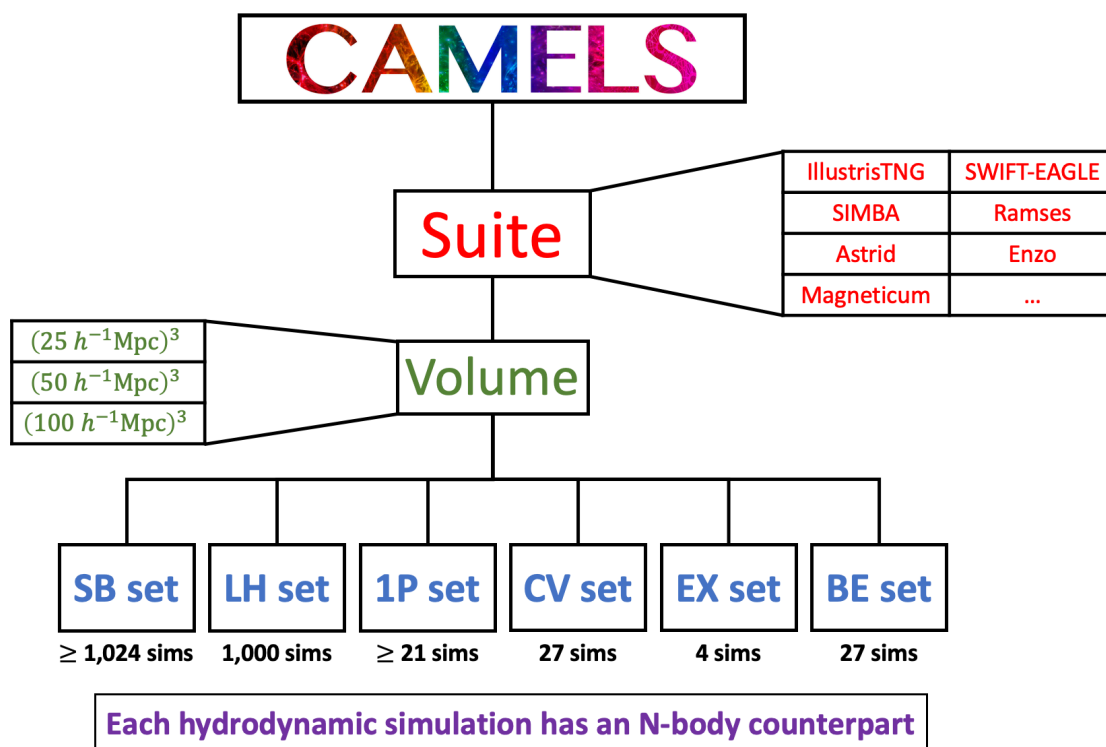 CAMELS
Suite
IllustrisTNG SWIFT-EAGLE
SIMBA Ramses
Astrid Enzo
Magneticum ...
Volume
(25 h⁻¹Mpc)³
(50 h⁻¹Mpc)³
(100 h⁻¹Mpc)³
SB set LH set 1P set CV set EX set BE set
≥ 1,024 sims 1,000 sims ≥ 21 sims 27 sims 4 sims 27 sims
Each hydrodynamic simulation has an N-body counterpart